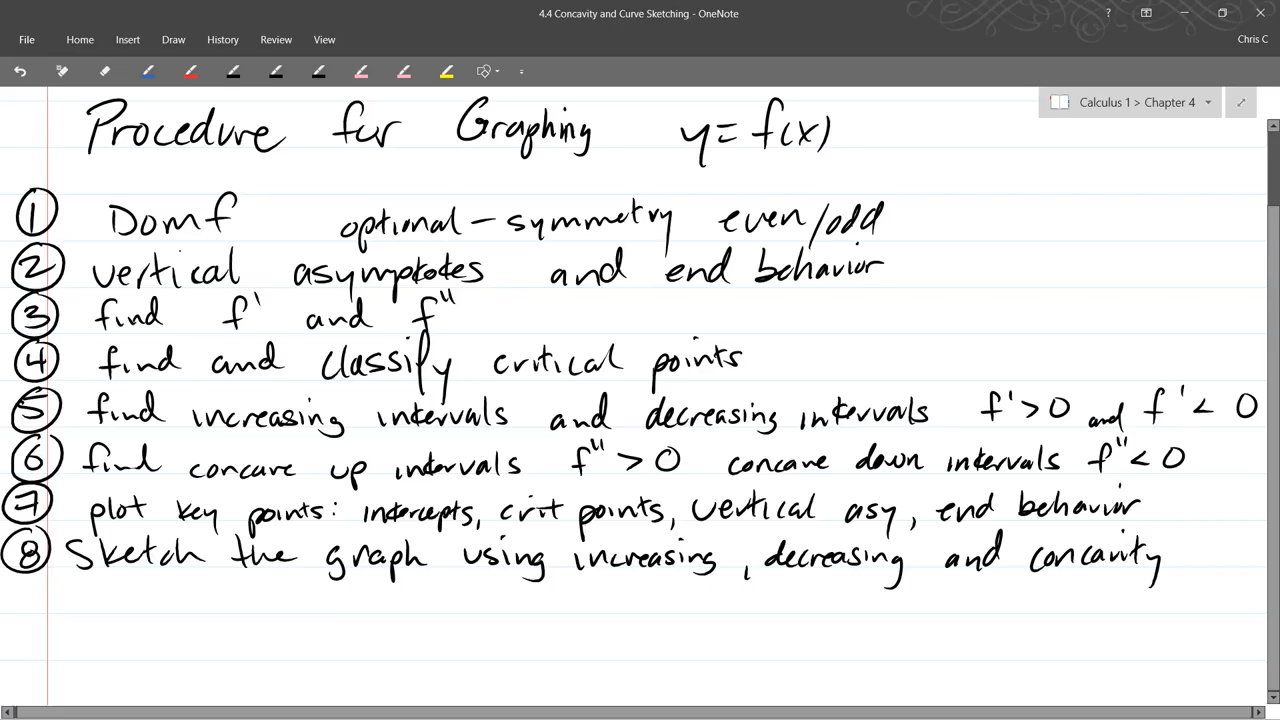 4.4 Concavity and Curve Sketching - OneNote
File Home Insert Draw History Review View Chris C
Calculus 1 > Chapter 4
Procedure for Graphing y = f(x)
① Dom f optional - symmetry even/odd
② vertical asymptotes and end behavior
③ find f' and f"
④ find and classify critical points
⑤ find increasing intervals and decreasing intervals f' > 0 and f' < 0
⑥ find concave up intervals f" > 0 concave down intervals f" < 0
⑦ plot key points: intercepts, crit points, vertical asy, end behavior
⑧ Sketch the graph using increasing, decreasing and concavity